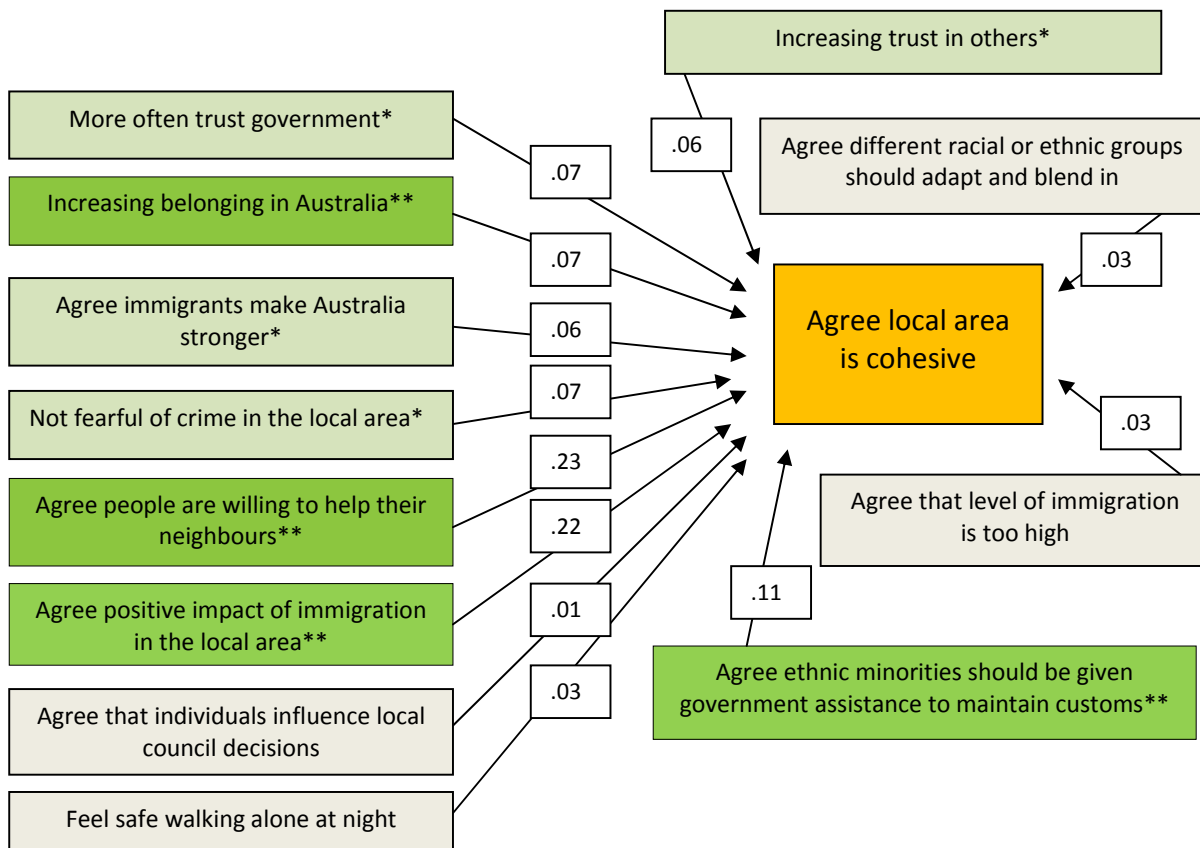 Increasing trust in others*
More often trust government*
.06
Agree different racial or ethnic groups
should adapt and blend in
.07
Increasing belonging in Australia**
.07
.03
Agree immigrants make Australia
stronger*
.06
Agree local area
is cohesive
Not fearful of crime in the local area*
.07
.03
Agree people are willing to help their
neighbours**
.23
Agree that level of immigration
is too high
Agree positive impact of immigration
in the local area**
.22
.11
Agree that individuals influence local
council decisions
.01
Agree ethnic minorities should be given
government assistance to maintain customs**
Feel safe walking alone at night
.03